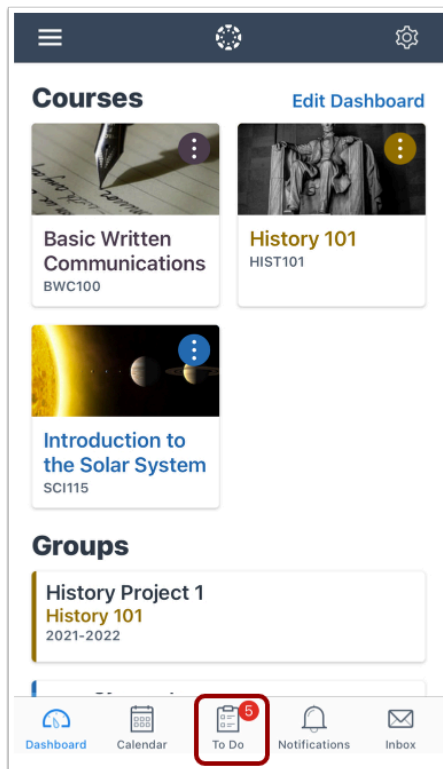 Courses
Edit Dashboard
Basic Written
Communications
BWC100
History 101
HIST101
Introduction to
the Solar System
SCI115
Groups
History Project 1
History 101
2021-2022
5
Dashboard
Calendar
To Do
Notifications
Inbox